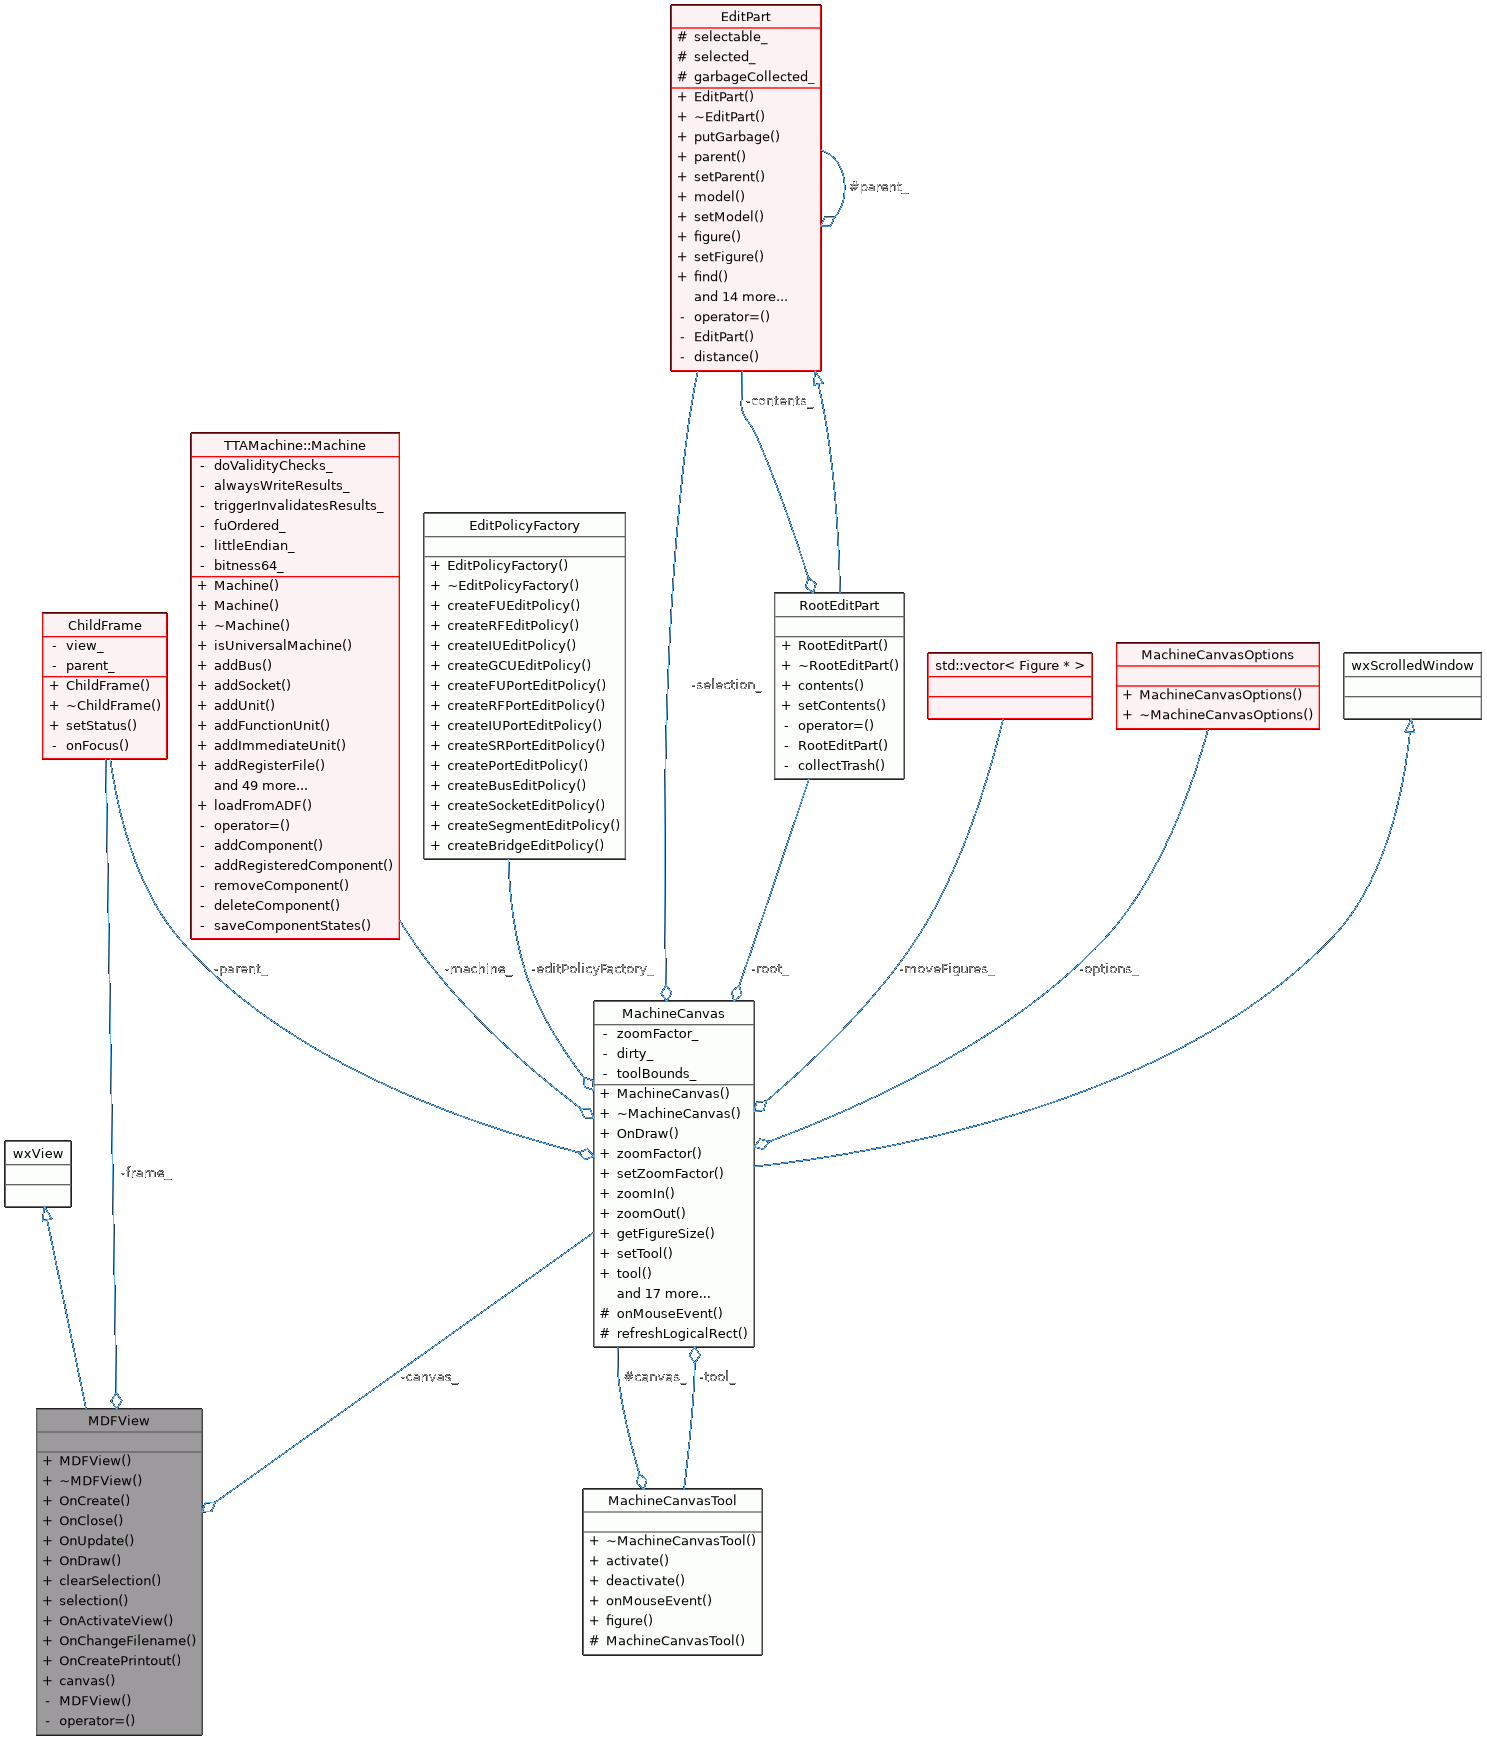 EditPart
# selectable_
# selected_
# garbageCollected_
+ EditPart()
+ ~EditPart()
+ putGarbage()
+ parent()
+ setParent()
+ model()
+ setModel()
+ figure()
+ setFigure()
+ find()
and 14 more...
- operator=()
- EditPart()
- distance()
#parent_
-contents_
TTAMachine::Machine
- doValidityChecks_
- alwaysWriteResults_
- triggerInvalidatesResults_
- fuOrdered_
- littleEndian_
- bitness64_
+ Machine()
+ Machine()
+ ~Machine()
+ isUniversalMachine()
+ addBus()
+ addSocket()
+ addUnit()
+ addFunctionUnit()
+ addImmediateUnit()
+ addRegisterFile()
and 49 more...
+ loadFromADF()
- operator=()
- addComponent()
- addRegisteredComponent()
- removeComponent()
- deleteComponent()
- saveComponentStates()
EditPolicyFactory
+ EditPolicyFactory()
+ ~EditPolicyFactory()
+ createFUEditPolicy()
+ createRFEditPolicy()
+ createIUEditPolicy()
+ createGCUEditPolicy()
+ createFUPortEditPolicy()
+ createRFPortEditPolicy()
+ createIUPortEditPolicy()
+ createSRPortEditPolicy()
+ createPortEditPolicy()
+ createBusEditPolicy()
+ createSocketEditPolicy()
+ createSegmentEditPolicy()
+ createBridgeEditPolicy()
ChildFrame
- view_
- parent_
+ ChildFrame()
+ ~ChildFrame()
+ setStatus()
- onFocus()
-selection_
RootEditPart
+ RootEditPart()
+ ~RootEditPart()
+ contents()
+ setContents()
- operator=()
- RootEditPart()
- collectTrash()
std::vector< Figure * >
MachineCanvasOptions
+ MachineCanvasOptions()
+ ~MachineCanvasOptions()
wxScrolledWindow
-parent_
-machine_
-editPolicyFactory_
-root_
-moveFigures_
-options_
MachineCanvas
- zoomFactor_
- dirty_
- toolBounds_
+ MachineCanvas()
+ ~MachineCanvas()
+ OnDraw()
+ zoomFactor()
+ setZoomFactor()
+ zoomIn()
+ zoomOut()
+ getFigureSize()
+ setTool()
+ tool()
and 17 more...
# onMouseEvent()
# refreshLogicalRect()
wxView
-frame_
-canvas_
#canvas_
-tool_
MDFView
+ MDFView()
+ ~MDFView()
+ OnCreate()
+ OnClose()
+ OnUpdate()
+ OnDraw()
+ clearSelection()
+ selection()
+ OnActivateView()
+ OnChangeFilename()
+ OnCreatePrintout()
+ canvas()
- MDFView()
- operator=()
MachineCanvasTool
+ ~MachineCanvasTool()
+ activate()
+ deactivate()
+ onMouseEvent()
+ figure()
# MachineCanvasTool()